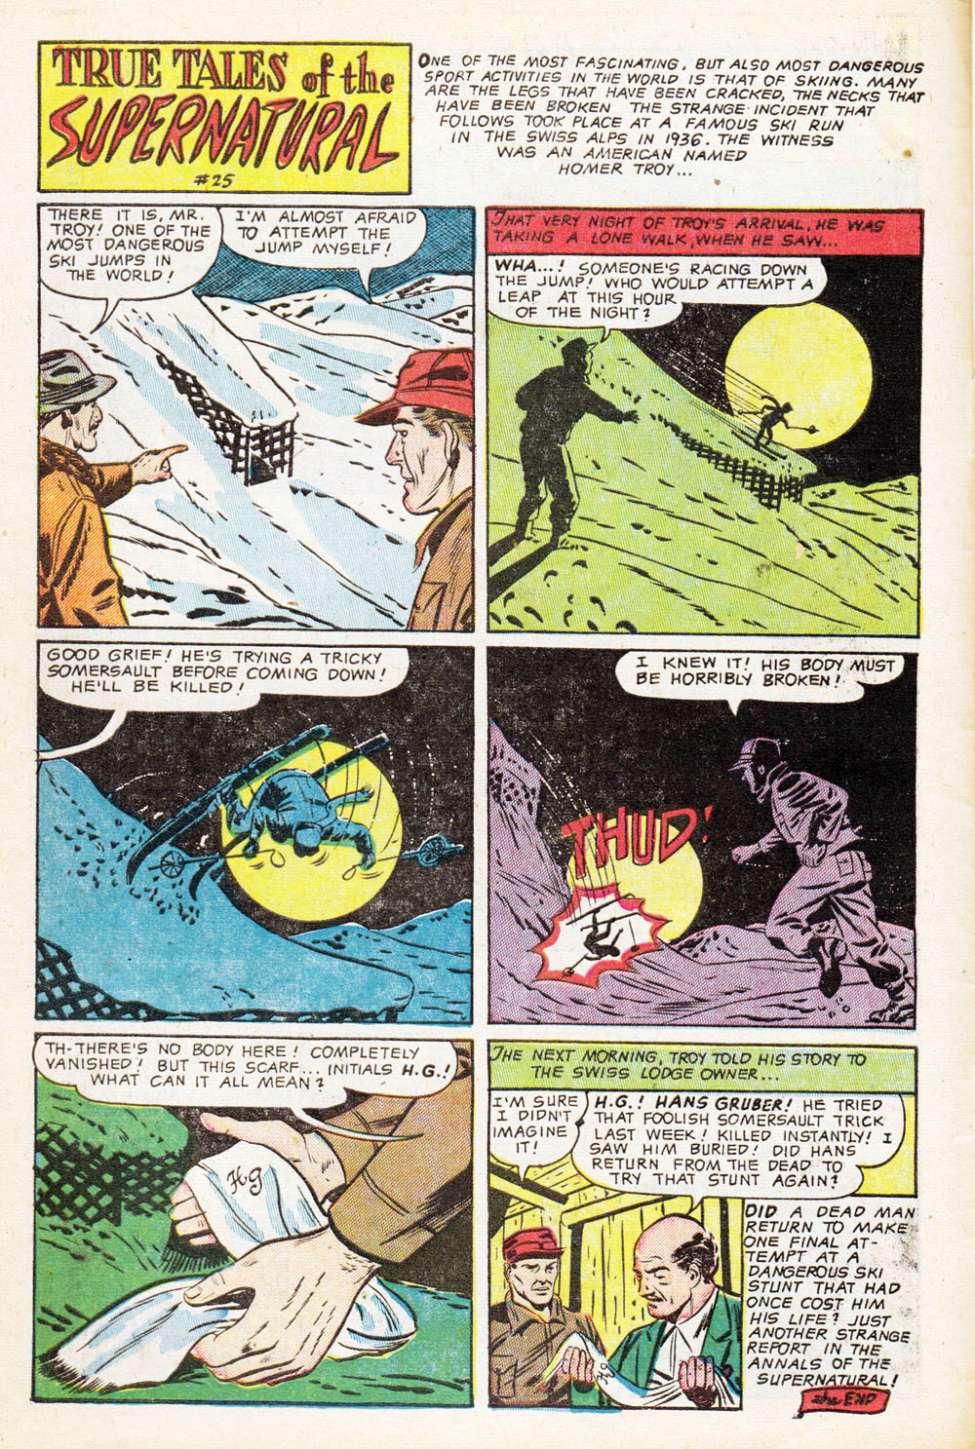 TRUE TALES of the
SUPERNATURAL
#25
ONE OF THE MOST FASCINATING, BUT ALSO MOST DANGEROUS
SPORT ACTIVITIES IN THE WORLD IS THAT OF SKIING. MANY
ARE THE LEGS THAT HAVE BEEN CRACKED, THE NECKS THAT
HAVE BEEN BROKEN THE STRANGE INCIDENT THAT
FOLLOWS TOOK PLACE AT A FAMOUS SKI RUN
IN THE SWISS ALPS IN 1936. THE WITNESS
WAS AN AMERICAN NAMED
HOMER TROY...
THERE IT IS, MR.
TROY! ONE OF THE
MOST DANGEROUS
SKI JUMPS IN
THE WORLD!
I'M ALMOST AFRAID
TO ATTEMPT THE
JUMP MYSELF!
THAT VERY NIGHT OF TROY'S ARRIVAL, HE WAS
TAKING A LONE WALK, WHEN HE SAW...
WHA...! SOMEONE'S RACING DOWN
THE JUMP! WHO WOULD ATTEMPT A
LEAP AT THIS HOUR
OF THE NIGHT?
GOOD GRIEF! HE'S TRYING A TRICKY
SOMERSAULT BEFORE COMING DOWN!
HE'LL BE KILLED!
I KNEW IT! HIS BODY MUST
BE HORRIBLY BROKEN!
THUD!
TH-THERE'S NO BODY HERE! COMPLETELY
VANISHED! BUT THIS SCARF... INITIALS H.G.!
WHAT CAN IT ALL MEAN?
HG
THE NEXT MORNING, TROY TOLD HIS STORY TO
THE SWISS LODGE OWNER...
I'M SURE
I DIDN'T
IMAGINE
IT!
H.G.! HANS GRUBER! HE TRIED
THAT FOOLISH SOMERSAULT TRICK
LAST WEEK! KILLED INSTANTLY! I
SAW HIM BURIED! DID HANS
RETURN FROM THE DEAD TO
TRY THAT STUNT AGAIN?
Hg
DID A DEAD MAN
RETURN TO MAKE
ONE FINAL AT-
TEMPT AT A
DANGEROUS SKI
STUNT THAT HAD
ONCE COST HIM
HIS LIFE? JUST
ANOTHER STRANGE
REPORT IN THE
ANNALS OF THE
SUPERNATURAL!
the END